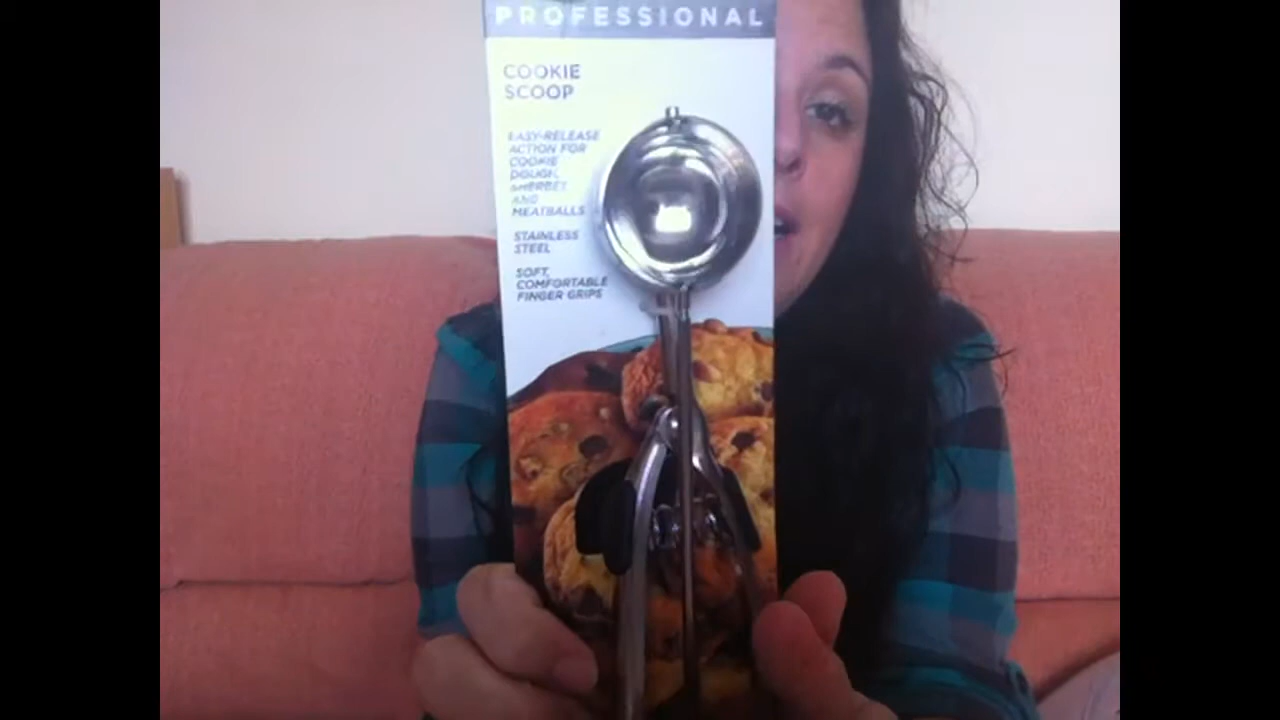 PROFESSIONAL
COOKIE
SCOOP
EASY-RELEASE
ACTION FOR
COOKIE
DOUGH,
SHERBET
AND
MEATBALLS
STAINLESS
STEEL
SOFT,
COMFORTABLE
FINGER GRIPS